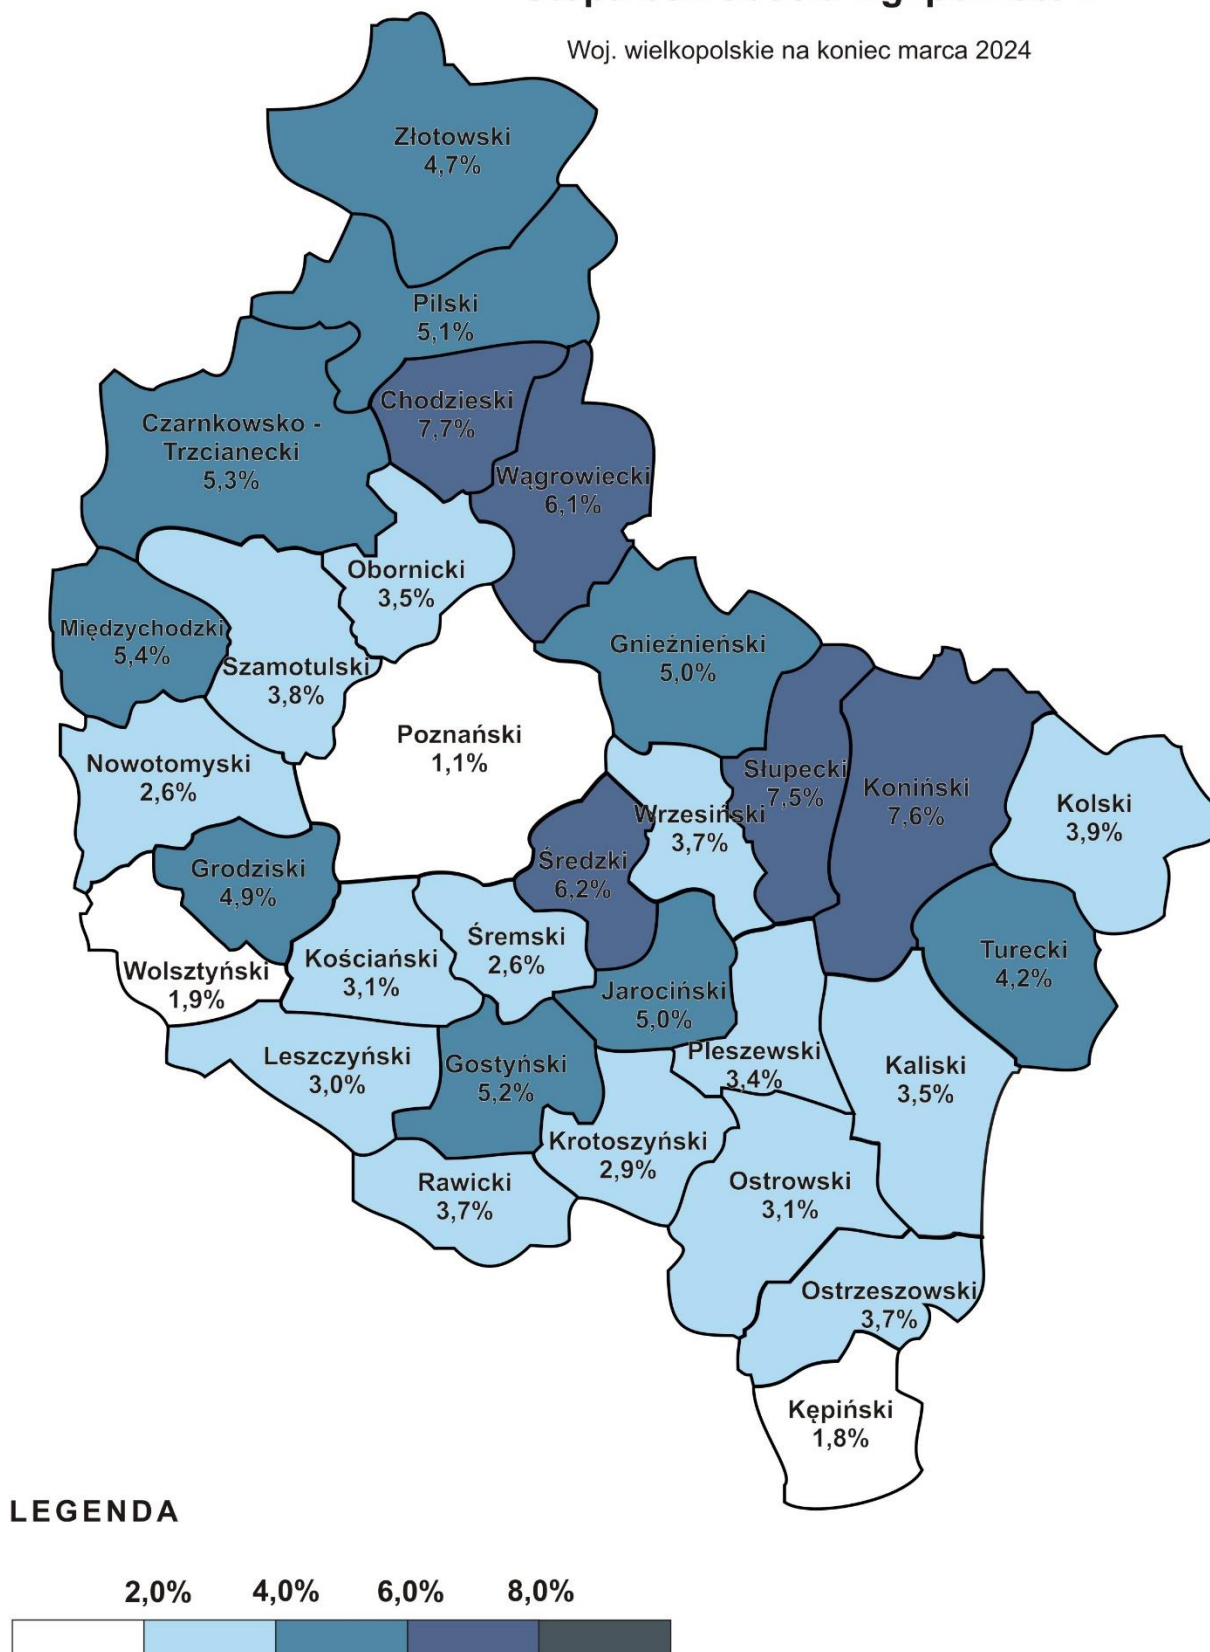 Woj. wielkopolskie na koniec marca 2024
Złotowski
4,7%
Pilski
5,1%
Chodzieski
7,7%
Czarnkowsko -
Trzcianecki
5,3%
Wągrowiecki
6,1%
Obornicki
3,5%
Międzychodzki
5,4%
Szamotulski
3,8%
Gnieźnieński
5,0%
Poznański
1,1%
Nowotomyski
2,6%
Słupecki
7,5%
Koniński
7,6%
Kolski
3,9%
Wrzesiński
3,7%
Grodziski
4,9%
Średzki
6,2%
Śremski
2,6%
Kościański
3,1%
Wolsztyński
1,9%
Turecki
4,2%
Jarociński
5,0%
Leszczyński
3,0%
Gostyński
5,2%
Pleszewski
3,4%
Kaliski
3,5%
Krotoszyński
2,9%
Rawicki
3,7%
Ostrowski
3,1%
Ostrzeszowski
3,7%
Kępiński
1,8%
LEGENDA
2,0% 4,0% 6,0% 8,0%